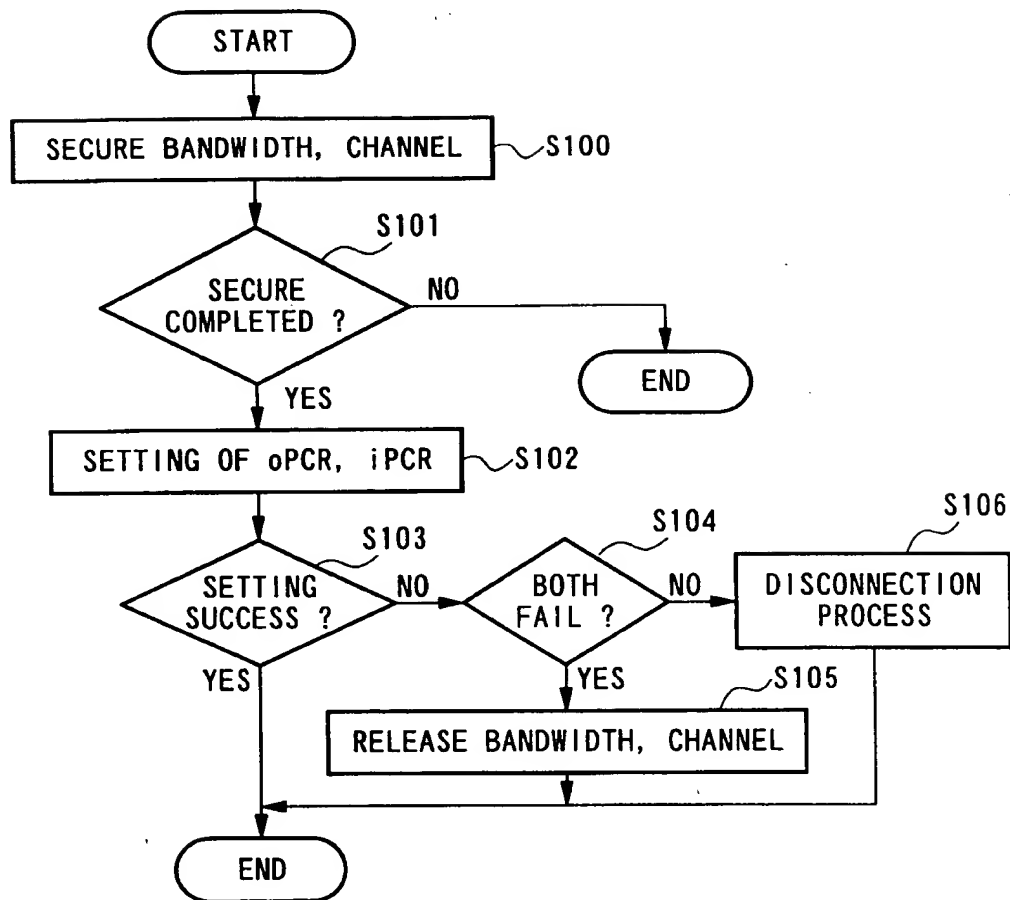 START
SECURE BANDWIDTH, CHANNEL
S100
S101
SECURE
COMPLETED ?
NO
END
YES
SETTING OF oPCR, iPCR
S102
S103
SETTING
SUCCESS ?
NO
YES
S104
BOTH
FAIL ?
NO
YES
S106
DISCONNECTION
PROCESS
S105
RELEASE BANDWIDTH, CHANNEL
END